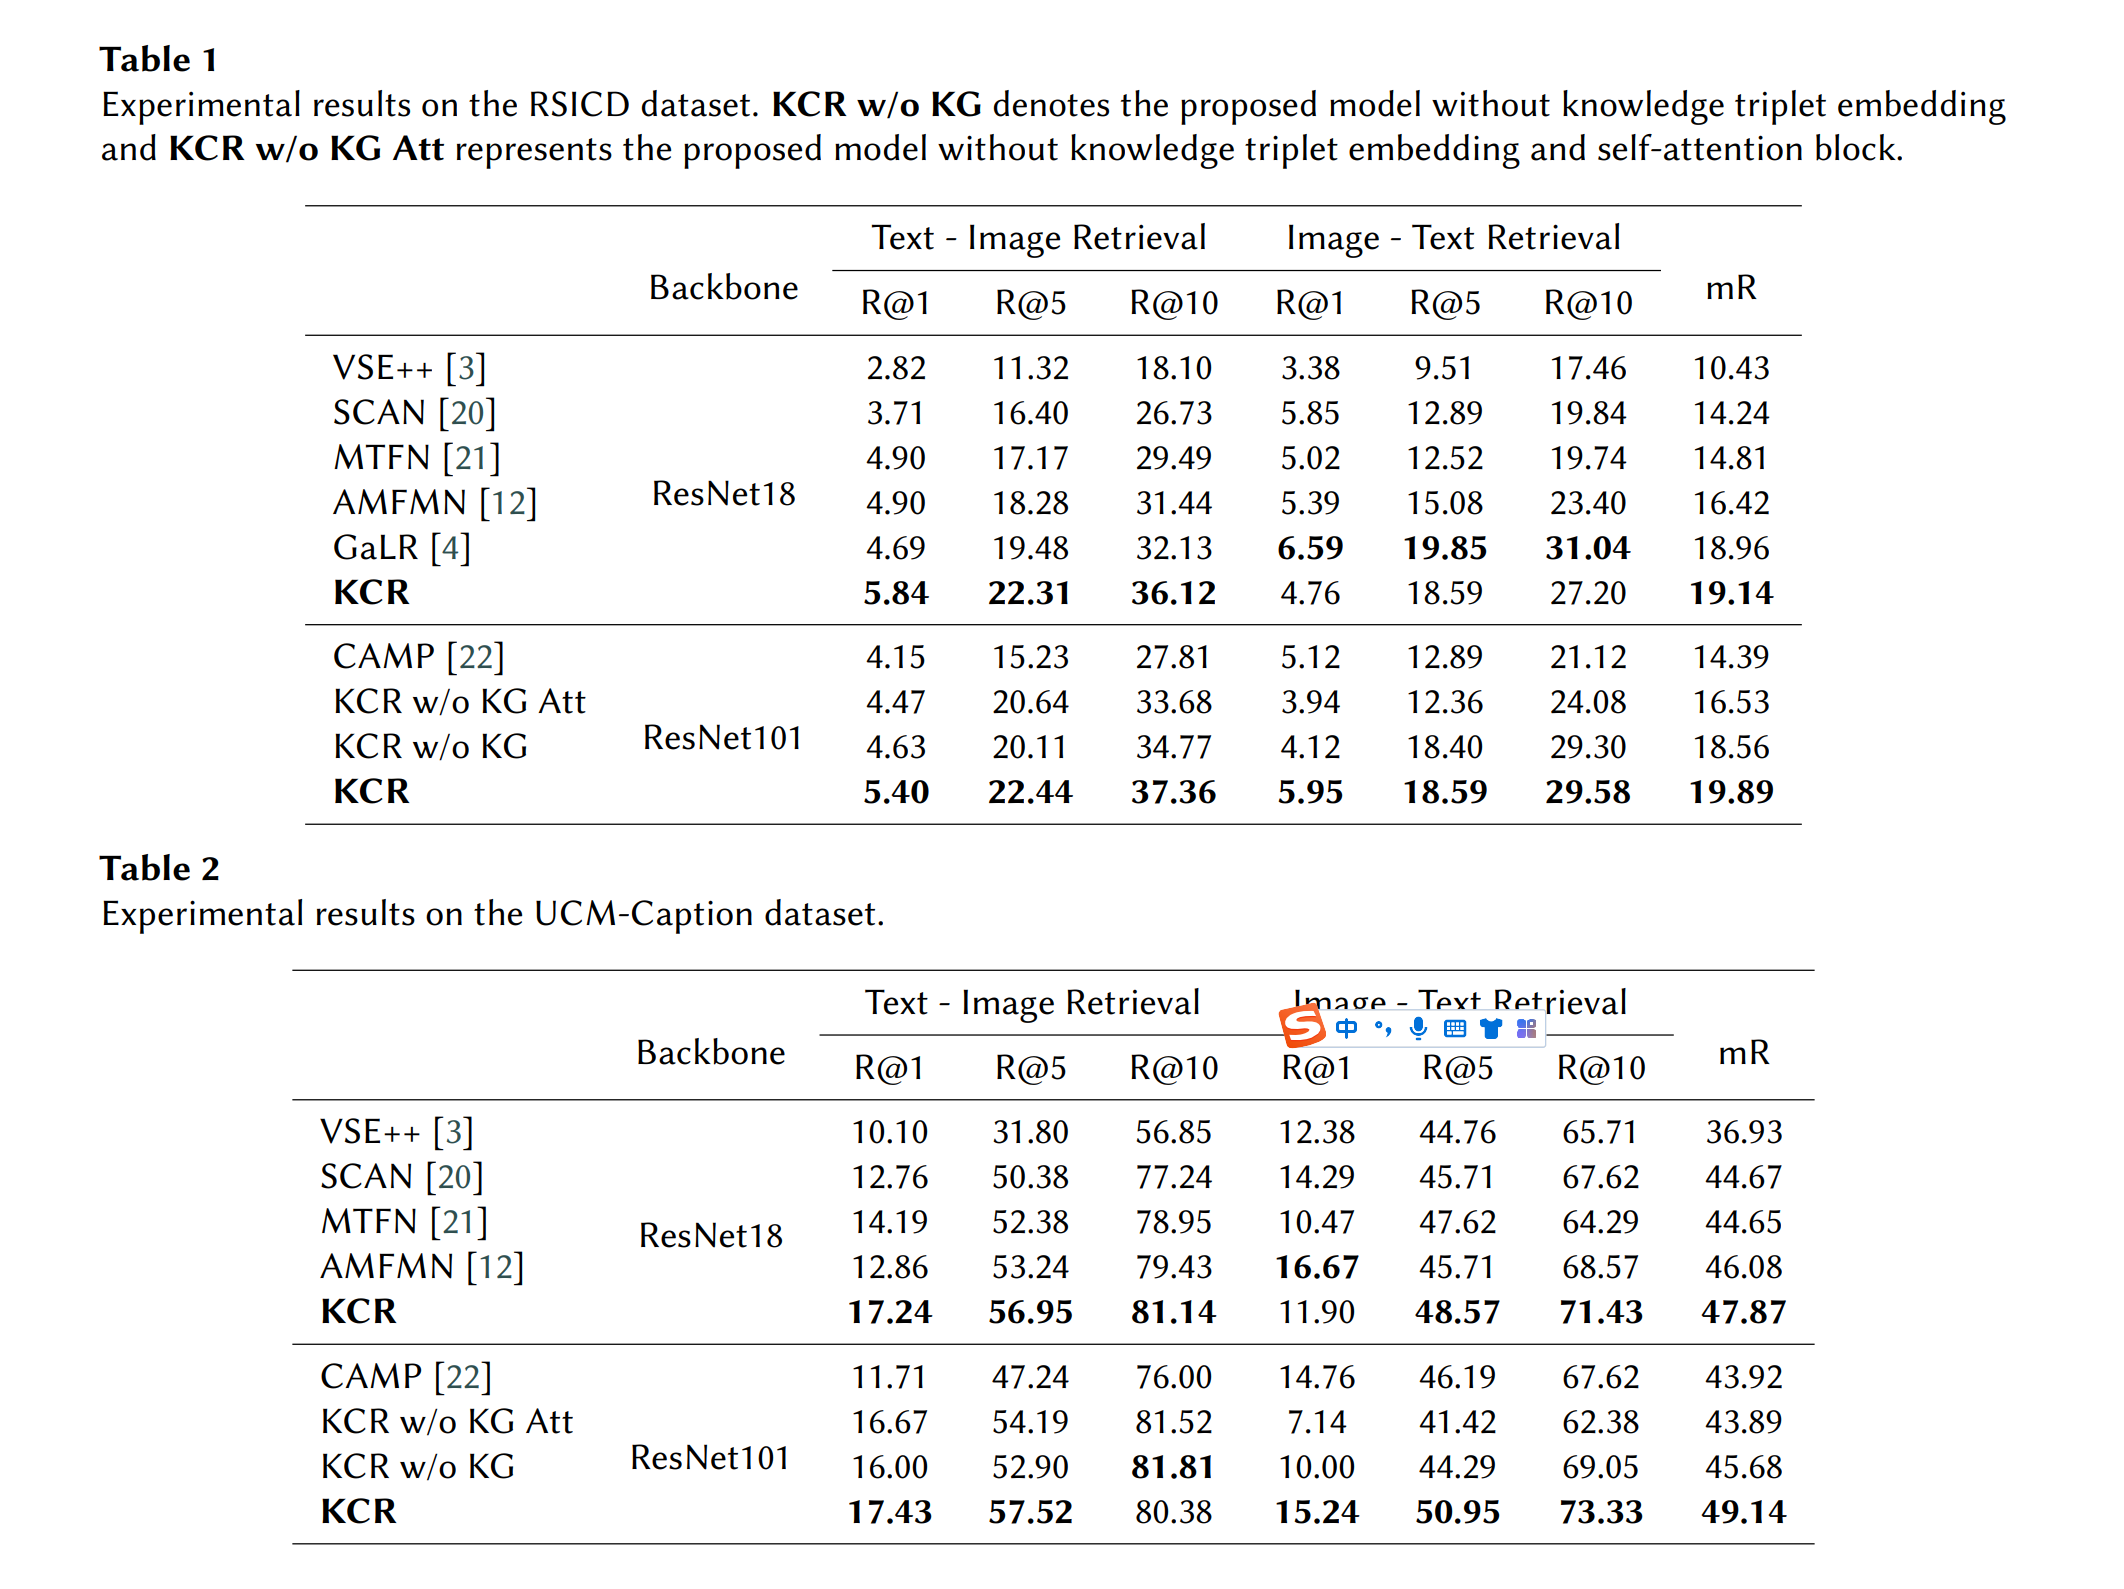 Table 1
Experimental results on the RSICD dataset. KCR w/o KG denotes the proposed model without knowledge triplet embedding
and KCR w/o KG Att represents the proposed model without knowledge triplet embedding and self-attention block.
Text - Image Retrieval Image - Text Retrieval
Backbone mR
R@1 R@5 R@10 R@1 R@5 R@10
VSE++ [3] 2.82 11.32 18.10 3.38 9.51 17.46 10.43
SCAN [20] 3.71 16.40 26.73 5.85 12.89 19.84 14.24
MTFN [21] 4.90 17.17 29.49 5.02 12.52 19.74 14.81
ResNet18
AMFMN [12] 4.90 18.28 31.44 5.39 15.08 23.40 16.42
GaLR [4] 4.69 19.48 32.13 6.59 19.85 31.04 18.96
KCR 5.84 22.31 36.12 4.76 18.59 27.20 19.14
CAMP [22] 4.15 15.23 27.81 5.12 12.89 21.12 14.39
KCR w/o KG Att 4.47 20.64 33.68 3.94 12.36 24.08 16.53
ResNet101
KCR w/o KG 4.63 20.11 34.77 4.12 18.40 29.30 18.56
KCR 5.40 22.44 37.36 5.95 18.59 29.58 19.89
Table 2
Experimental results on the UCM-Caption dataset.
Text - Image Retrieval Image - Text Retrieval
中
Backbone mR
R@1 R@5 R@10 R@1 R@5 R@10
VSE++ [3] 10.10 31.80 56.85 12.38 44.76 65.71 36.93
SCAN [20] 12.76 50.38 77.24 14.29 45.71 67.62 44.67
MTFN [21] 14.19 52.38 78.95 10.47 47.62 64.29 44.65
ResNet18
AMFMN [12] 12.86 53.24 79.43 16.67 45.71 68.57 46.08
KCR 17.24 56.95 81.14 11.90 48.57 71.43 47.87
CAMP [22] 11.71 47.24 76.00 14.76 46.19 67.62 43.92
KCR w/o KG Att 16.67 54.19 81.52 7.14 41.42 62.38 43.89
ResNet101
KCR w/o KG 16.00 52.90 81.81 10.00 44.29 69.05 45.68
KCR 17.43 57.52 80.38 15.24 50.95 73.33 49.14